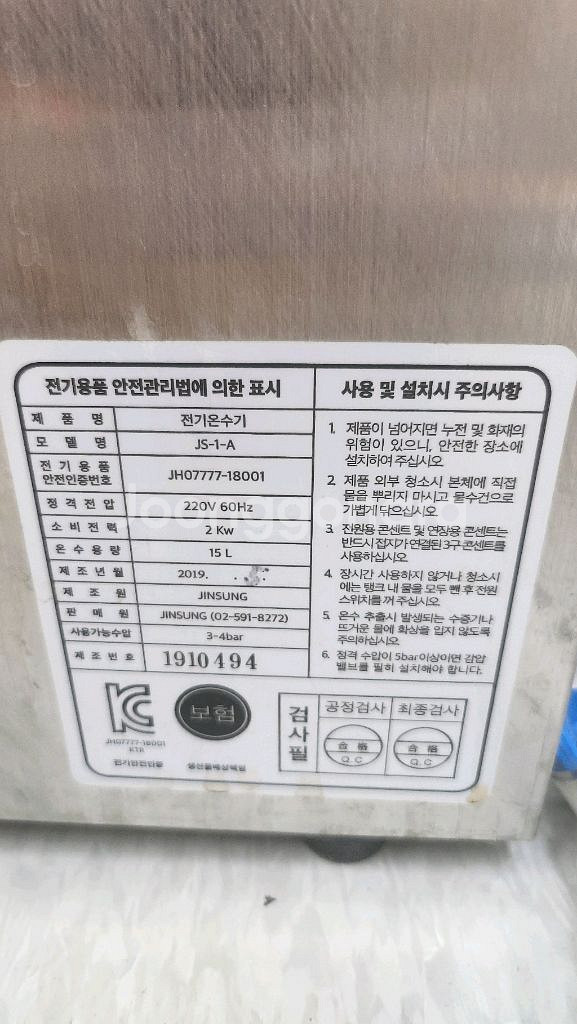 전기용품 안전관리법에 의한 표시
제 품 명 전기온수기
모 델 명 JS-1-A
전 기 용 품
안전인증번호 JH07777-18001
정 격 전 압 220V 60Hz
소 비 전 력 2 Kw
온 수 용 량 15 L
제 조 년 월 2019.
제 조 원 JINSUNG
판 매 원 JINSUNG (02-591-8272)
사용가능수압 3-4bar
제 조 번 호 1910494
사용 및 설치시 주의사항
1. 제품이 넘어지면 누전 및 화재의
위험이 있으니, 안전한 장소에
설치하여 주십시오.
2. 제품 외부 청소시 본체에 직접
물을 뿌리지 마시고 물수건으로
가볍게 닦으십시오.
3. 전원용 콘센트 및 연장용 콘센트는
반드시 접지가 연결된 3구 콘센트를
사용하십시오.
4. 장시간 사용하지 않거나 청소시
에는 탱크 내 물을 모두 뺀 후 전원
스위치를 꺼 주십시오.
5. 온수 추출시 발생되는 수증기나
뜨거운 물에 화상을 입지 않도록
주의하십시오.
6. 정격 수압이 5bar이상이면 감압
밸브를 필히 설치해야 합니다.
JH07777-18001
KTR
전기안전인증
보험
생산물배상책임
검사필
공정검사 최종검사
合格 合格
Q.C Q.C